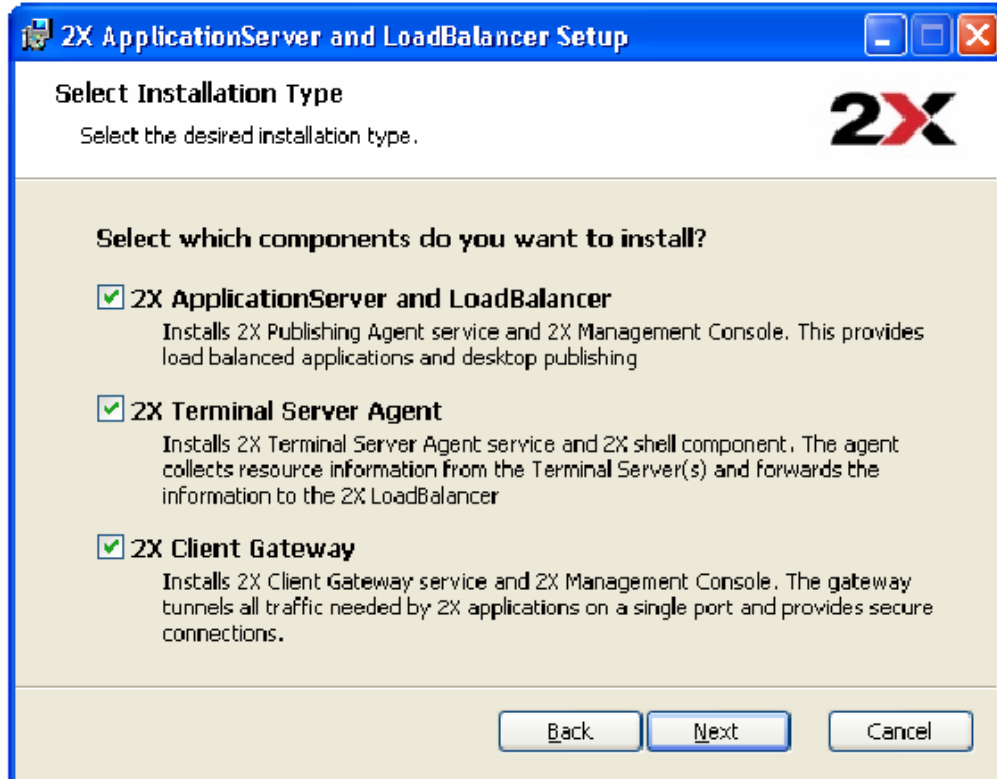 2X ApplicationServer and LoadBalancer Setup
Select Installation Type
Select the desired installation type.
2X
Select which components do you want to install?
2X ApplicationServer and LoadBalancer
Installs 2X Publishing Agent service and 2X Management Console. This provides
load balanced applications and desktop publishing
2X Terminal Server Agent
Installs 2X Terminal Server Agent service and 2X shell component. The agent
collects resource information from the Terminal Server(s) and forwards the
information to the 2X LoadBalancer
2X Client Gateway
Installs 2X Client Gateway service and 2X Management Console. The gateway
tunnels all traffic needed by 2X applications on a single port and provides secure
connections.
Back Next Cancel